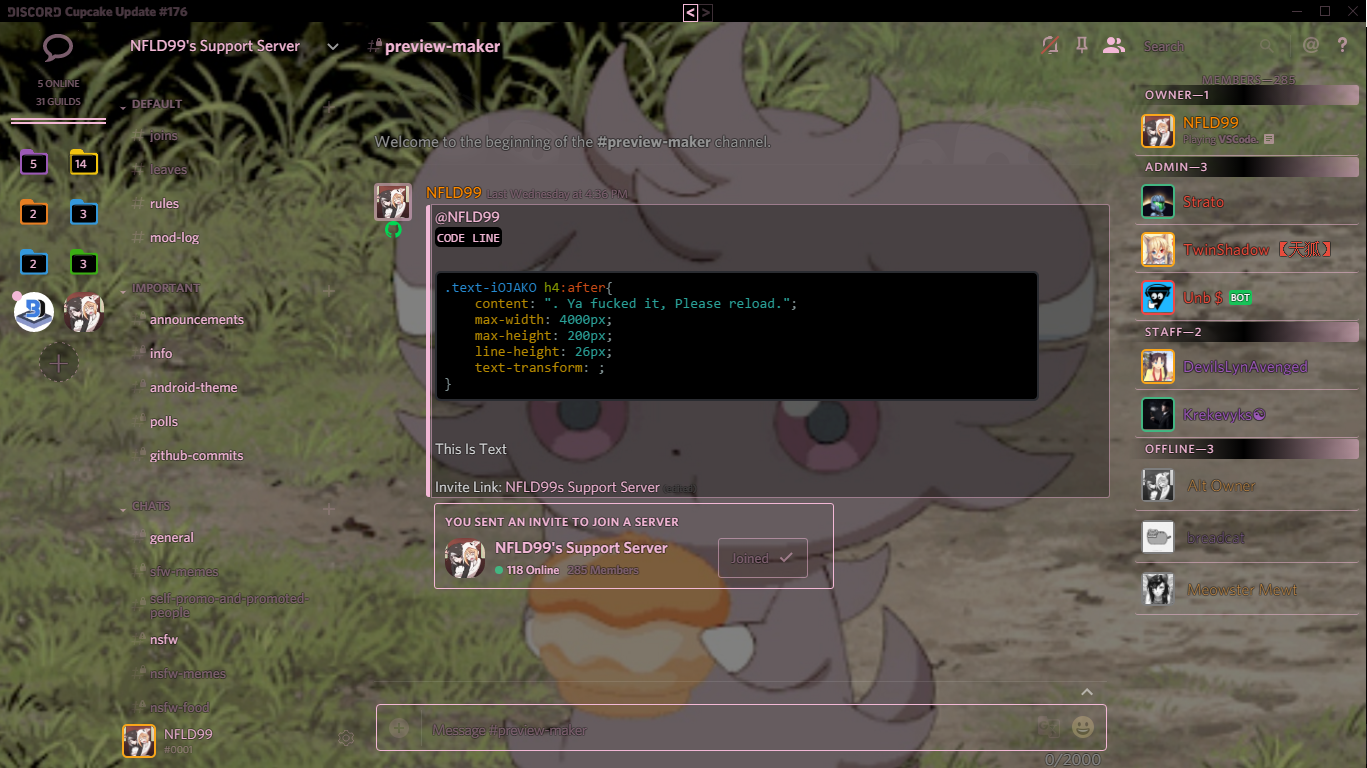 DISCORD Cupcake Update #176
< >
5 ONLINE
31 GUILDS
5
14
2
3
2
3
NFLD99's Support Server
DEFAULT
joins
leaves
rules
mod-log
IMPORTANT
announcements
info
android-theme
polls
github-commits
CHATS
general
sfw-memes
self-promo-and-promoted-
people
nsfw
nsfw-memes
nsfw-food
NFLD99
#0001
#preview-maker
Search
@ ?
Welcome to the beginning of the #preview-maker channel.
NFLD99 Last Wednesday at 4:36 PM
@NFLD99
CODE LINE
.text-iOJAKO h4:after{
content: ". Ya fucked it, Please reload.";
max-width: 4000px;
max-height: 200px;
line-height: 26px;
text-transform: ;
}
This Is Text
Invite Link: NFLD99s Support Server (edited)
YOU SENT AN INVITE TO JOIN A SERVER
NFLD99's Support Server
118 Online 285 Members
Joined
Message #preview-maker
0/2000
MEMBERS—285
OWNER—1
NFLD99
Playing VSCode.
ADMIN—3
Strato
TwinShadow 【天狐】
Unb $ BOT
STAFF—2
DevilsLynAvenged
Krekevyks
OFFLINE—3
Alt Owner
breadcat
Meowster Mewt